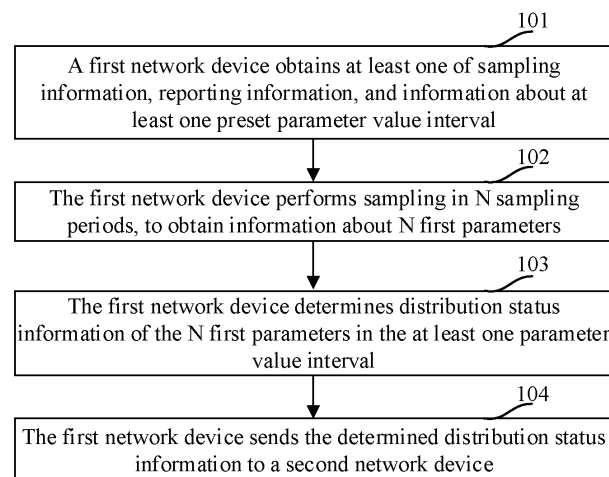 101
A first network device obtains at least one of sampling
information, reporting information, and information about at
least one preset parameter value interval
102
The first network device performs sampling in N sampling
periods, to obtain information about N first parameters
103
The first network device determines distribution status
information of the N first parameters in the at least one parameter
value interval
104
The first network device sends the determined distribution status
information to a second network device